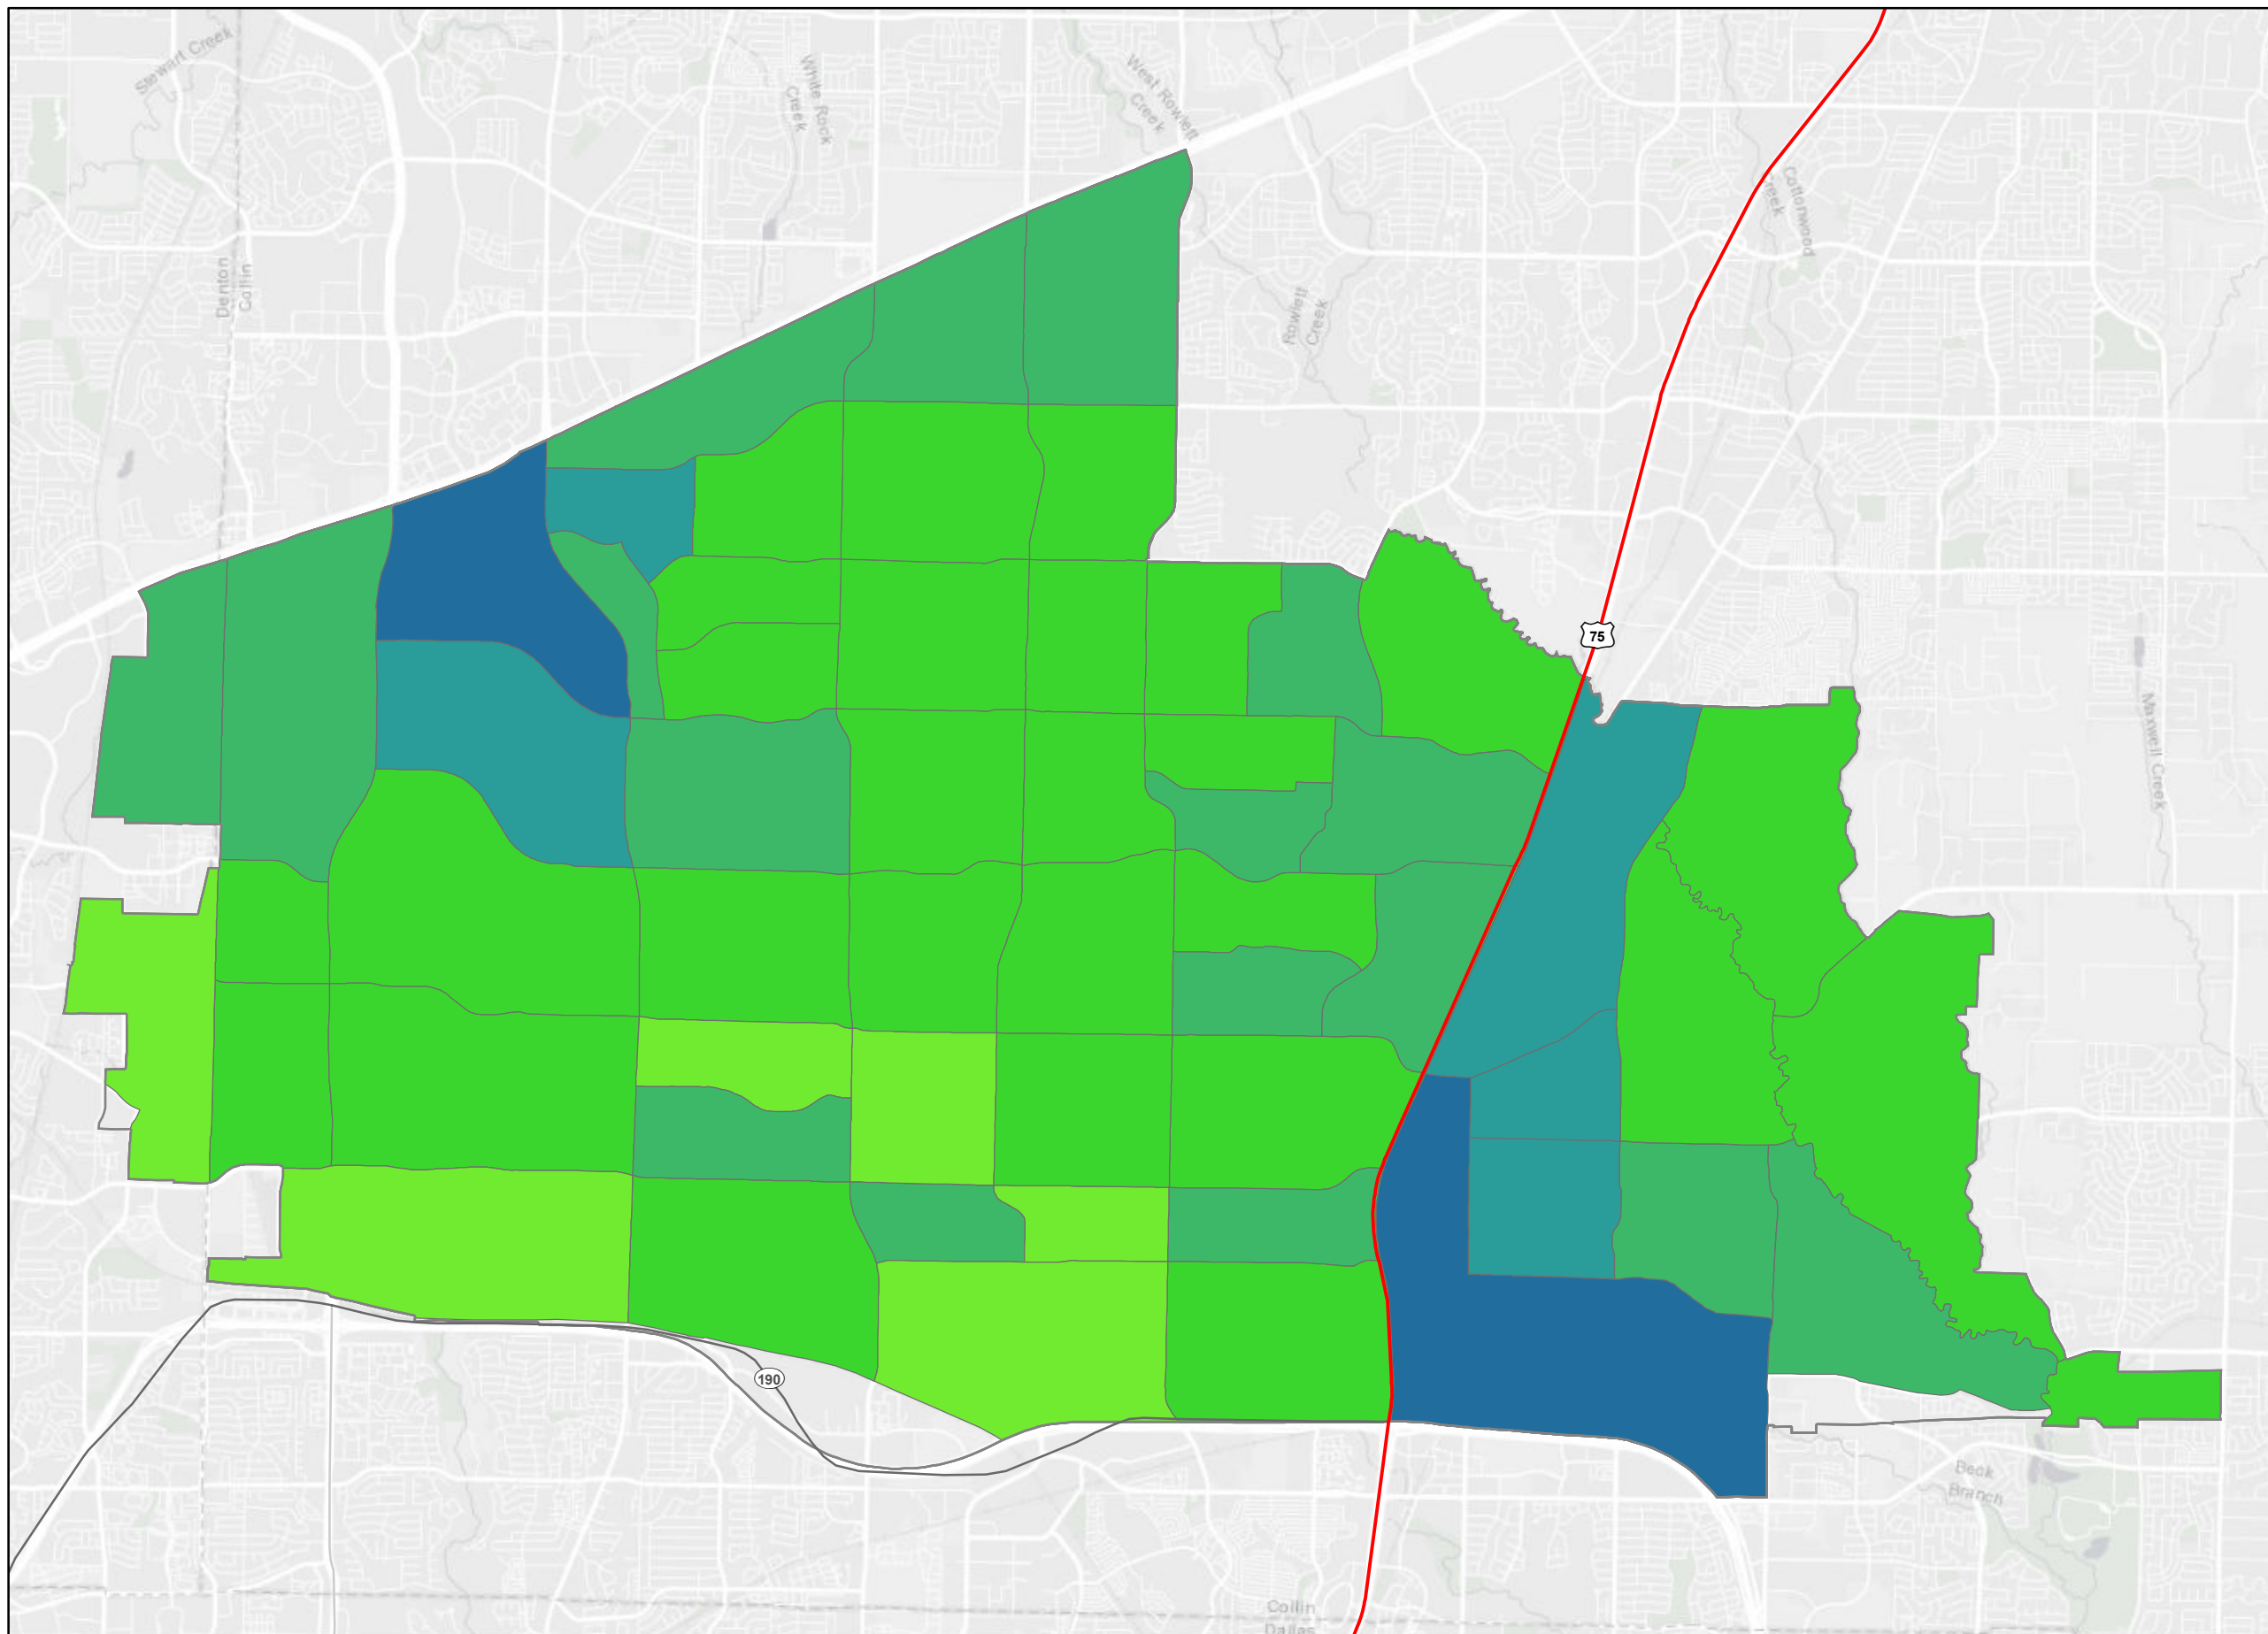 Stewart Creek
White Rock
Creek
West Rowlett
Creek
Cottonwood
Creek
Denton
Collin
Rowlett
Creek
75
Maxwell Creek
190
Beck
Branch
Collin
Dallas